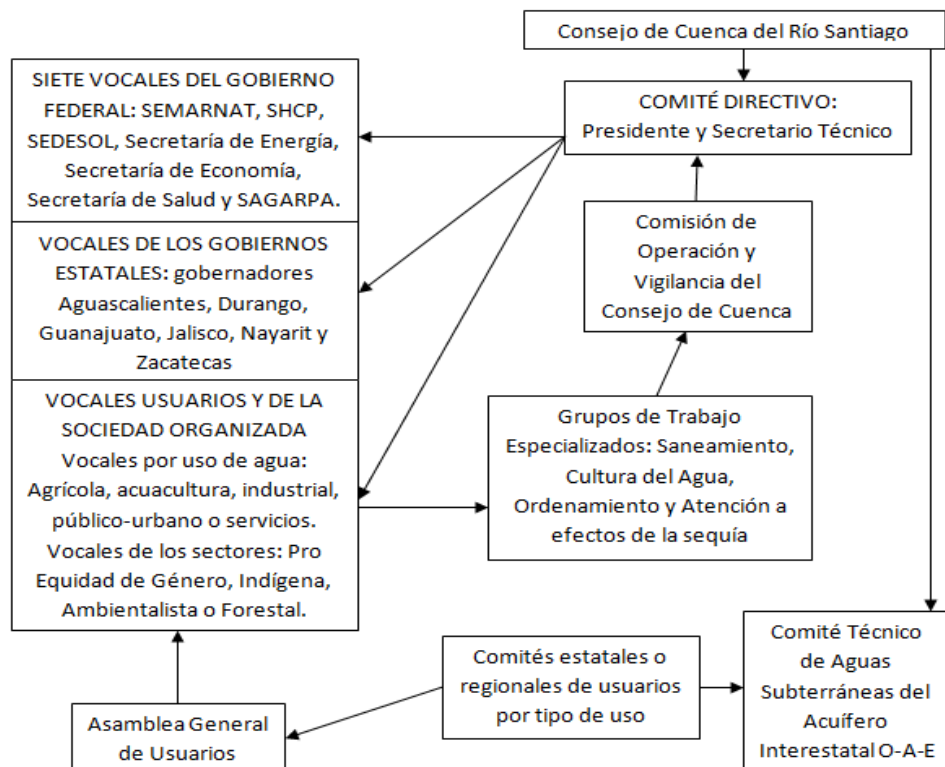 Consejo de Cuenca del Río Santiago
SIETE VOCALES DEL GOBIERNO
FEDERAL: SEMARNAT, SHCP,
SEDESOL, Secretaría de Energía,
Secretaría de Economía,
Secretaría de Salud y SAGARPA.
COMITÉ DIRECTIVO:
Presidente y Secretario Técnico
VOCALES DE LOS GOBIERNOS
ESTATALES: gobernadores
Aguascalientes, Durango,
Guanajuato, Jalisco, Nayarit y
Zacatecas
Comisión de
Operación y
Vigilancia del
Consejo de Cuenca
VOCALES USUARIOS Y DE LA
SOCIEDAD ORGANIZADA
Vocales por uso de agua:
Agrícola, acuacultura, industrial,
público-urbano o servicios.
Vocales de los sectores: Pro
Equidad de Género, Indígena,
Ambientalista o Forestal.
Grupos de Trabajo
Especializados: Saneamiento,
Cultura del Agua,
Ordenamiento y Atención a
efectos de la sequía
Asamblea General
de Usuarios
Comités estatales o
regionales de usuarios
por tipo de uso
Comité Técnico
de Aguas
Subterráneas del
Acuífero
Interestatal O-A-E